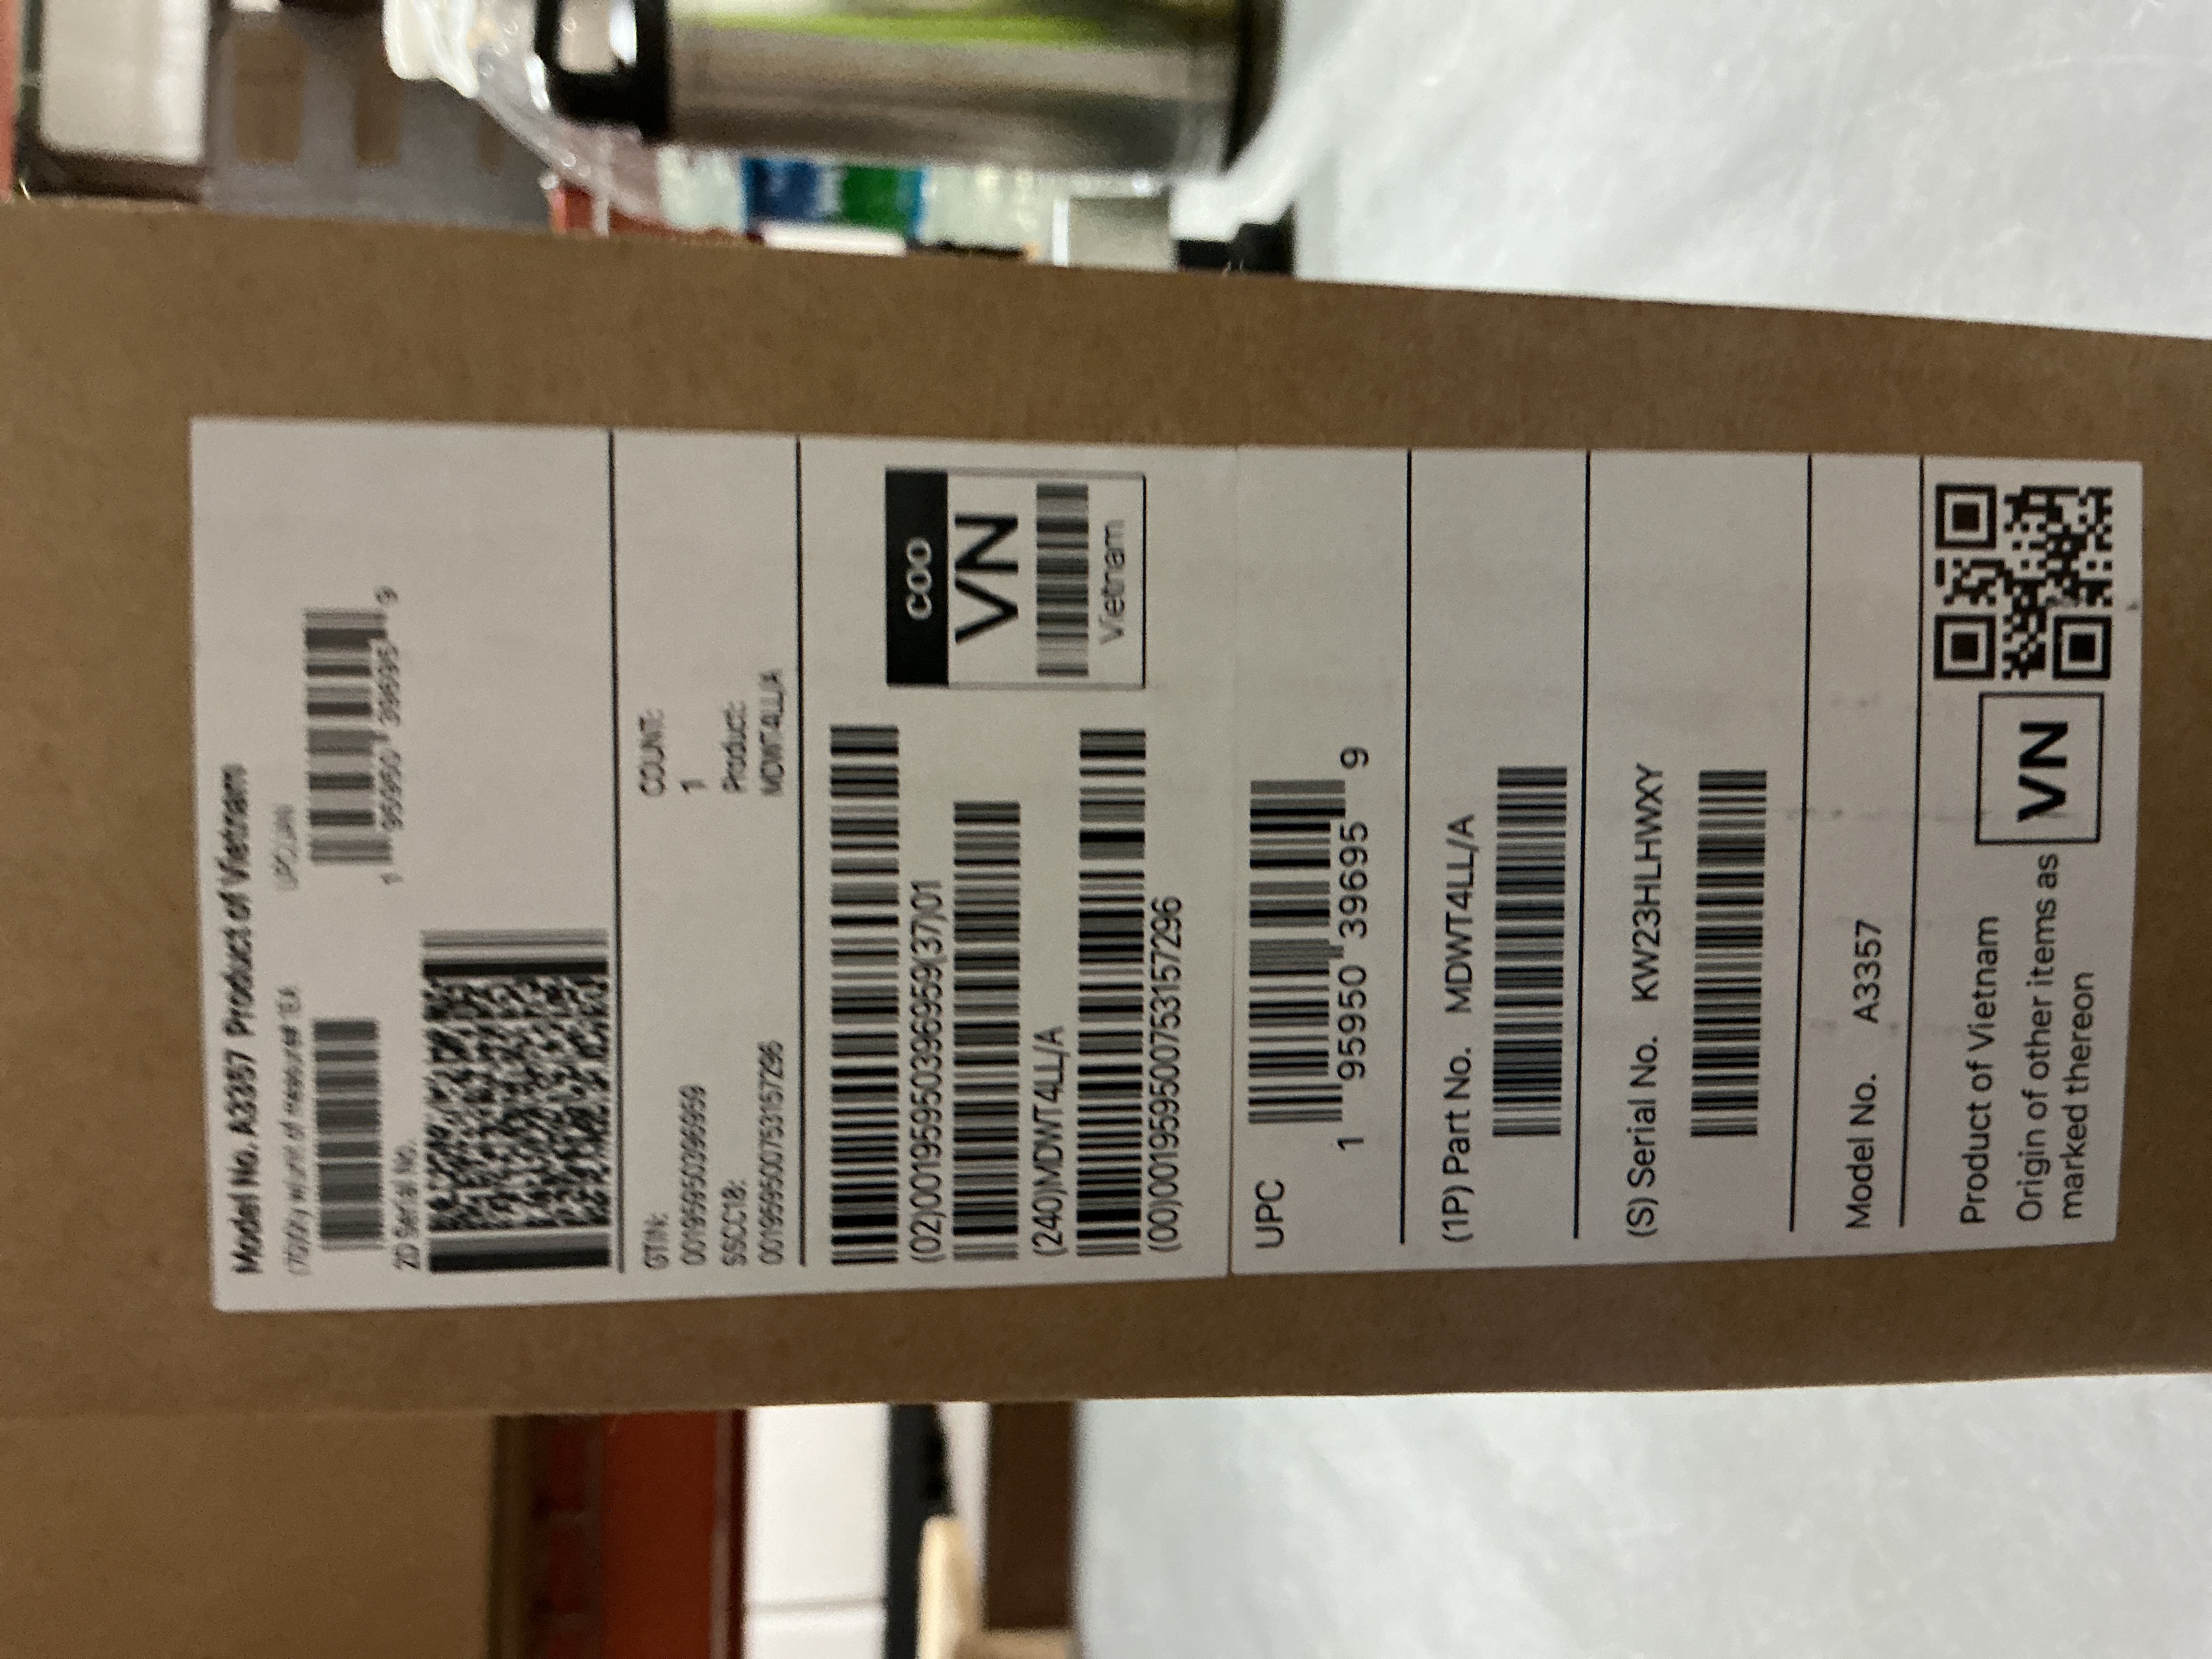 Model No. A3357 Product of Vietnam
UPC/JAN
1 95950 39695 9
2D Serial No.
GTIN:
00195950396959
SSCC18:
001959500753157296
COUNT:
1
Product:
MDWT4LL/A
(02)00195950396959(37)01
(240)MDWT4LL/A
(00)001959500753157296
COO
VN
Vietnam
UPC
1 95950 39695 9
(1P) Part No. MDWT4LL/A
(S) Serial No. KW23HLHWXY
Model No. A3357
Product of Vietnam
Origin of other items as
marked thereon
VN